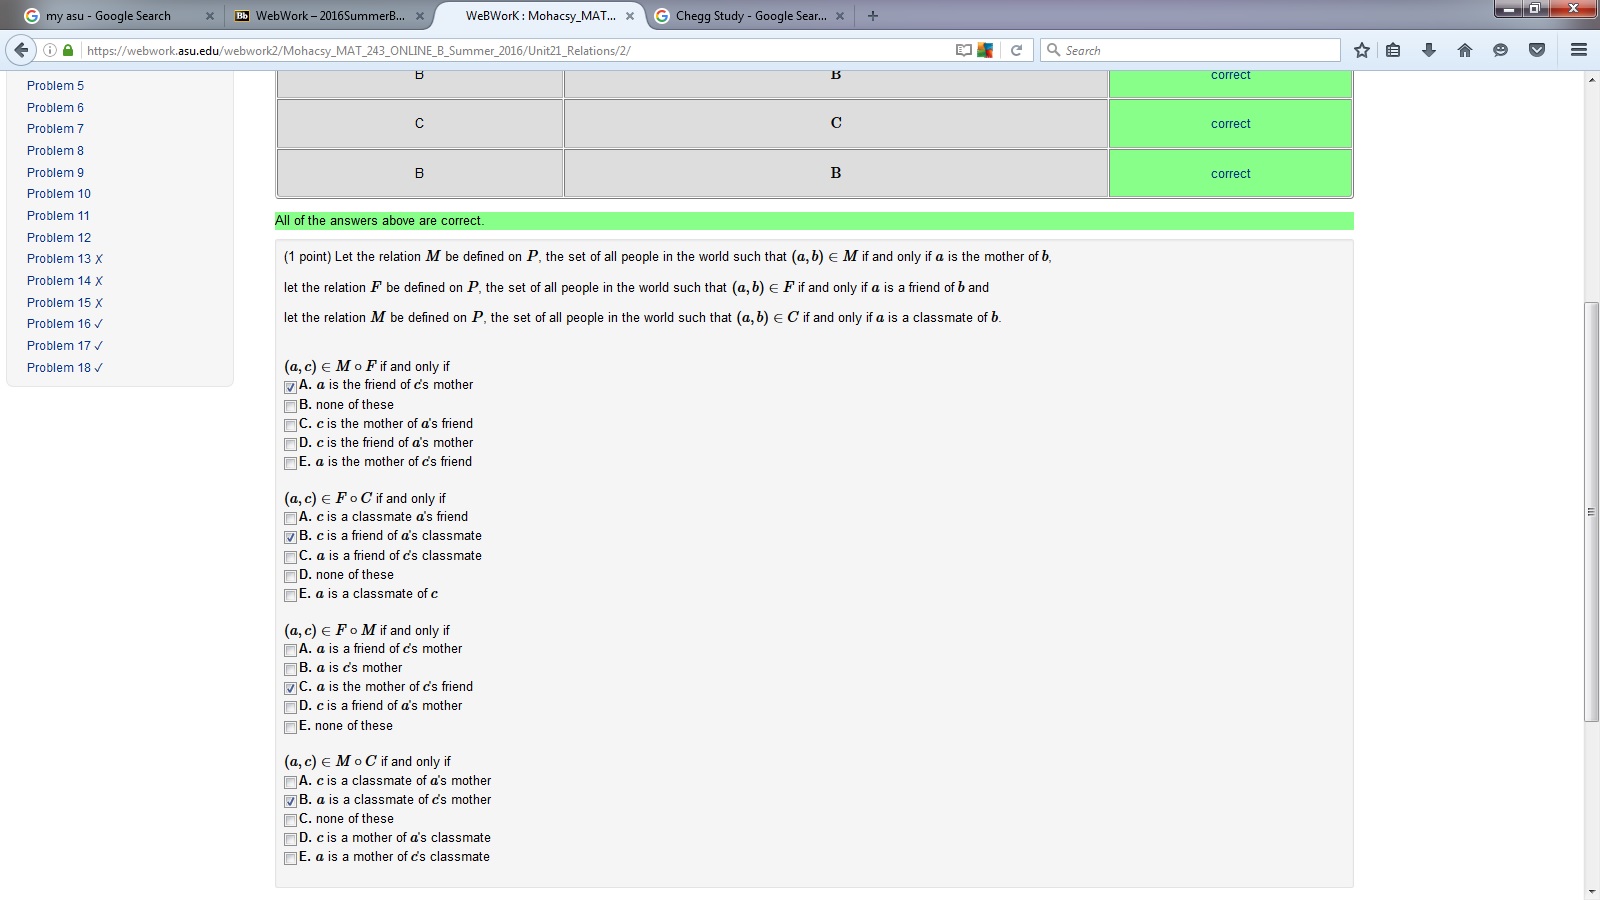 my asu - Google Search
WebWork – 2016SummerB...
WeBWorK : Mohacsy_MAT...
Chegg Study - Google Sear...
https://webwork.asu.edu/webwork2/Mohacsy_MAT_243_ONLINE_B_Summer_2016/Unit21_Relations/2/
Search
Problem 5
Problem 6
Problem 7
Problem 8
Problem 9
Problem 10
Problem 11
Problem 12
Problem 13 X
Problem 14 X
Problem 15 X
Problem 16 ✓
Problem 17 ✓
Problem 18 ✓
B B correct
C C correct
B B correct
All of the answers above are correct.
(1 point) Let the relation M be defined on P, the set of all people in the world such that (a, b) ∈ M if and only if a is the mother of b,
let the relation F be defined on P, the set of all people in the world such that (a, b) ∈ F if and only if a is a friend of b and
let the relation M be defined on P, the set of all people in the world such that (a, b) ∈ C if and only if a is a classmate of b.
(a, c) ∈ M ∘ F if and only if
A. a is the friend of c's mother
B. none of these
C. c is the mother of a's friend
D. c is the friend of a's mother
E. a is the mother of c's friend
(a, c) ∈ F ∘ C if and only if
A. c is a classmate a's friend
B. c is a friend of a's classmate
C. a is a friend of c's classmate
D. none of these
E. a is a classmate of c
(a, c) ∈ F ∘ M if and only if
A. a is a friend of c's mother
B. a is c's mother
C. a is the mother of c's friend
D. c is a friend of a's mother
E. none of these
(a, c) ∈ M ∘ C if and only if
A. c is a classmate of a's mother
B. a is a classmate of c's mother
C. none of these
D. c is a mother of a's classmate
E. a is a mother of c's classmate